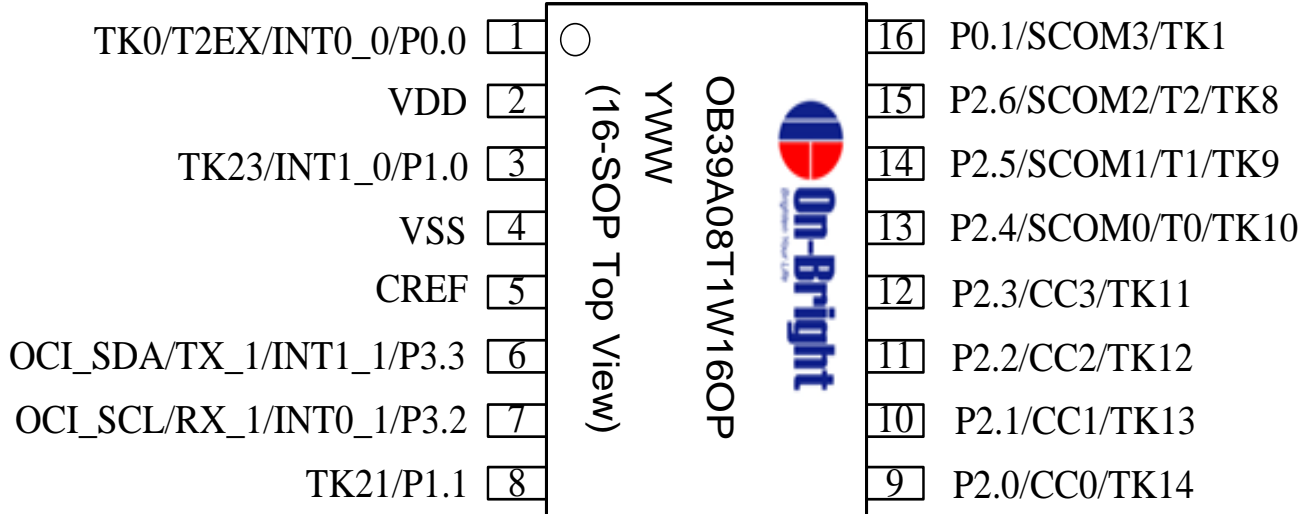 TK0/T2EX/INT0_0/P0.0 1
VDD 2
TK23/INT1_0/P1.0 3
VSS 4
CREF 5
OCI_SDA/TX_1/INT1_1/P3.3 6
OCI_SCL/RX_1/INT0_1/P3.2 7
TK21/P1.1 8
On-Bright
Brighten Your Life
OB39A08T1W16OP
YWW
(16-SOP Top View)
16 P0.1/SCOM3/TK1
15 P2.6/SCOM2/T2/TK8
14 P2.5/SCOM1/T1/TK9
13 P2.4/SCOM0/T0/TK10
12 P2.3/CC3/TK11
11 P2.2/CC2/TK12
10 P2.1/CC1/TK13
9 P2.0/CC0/TK14